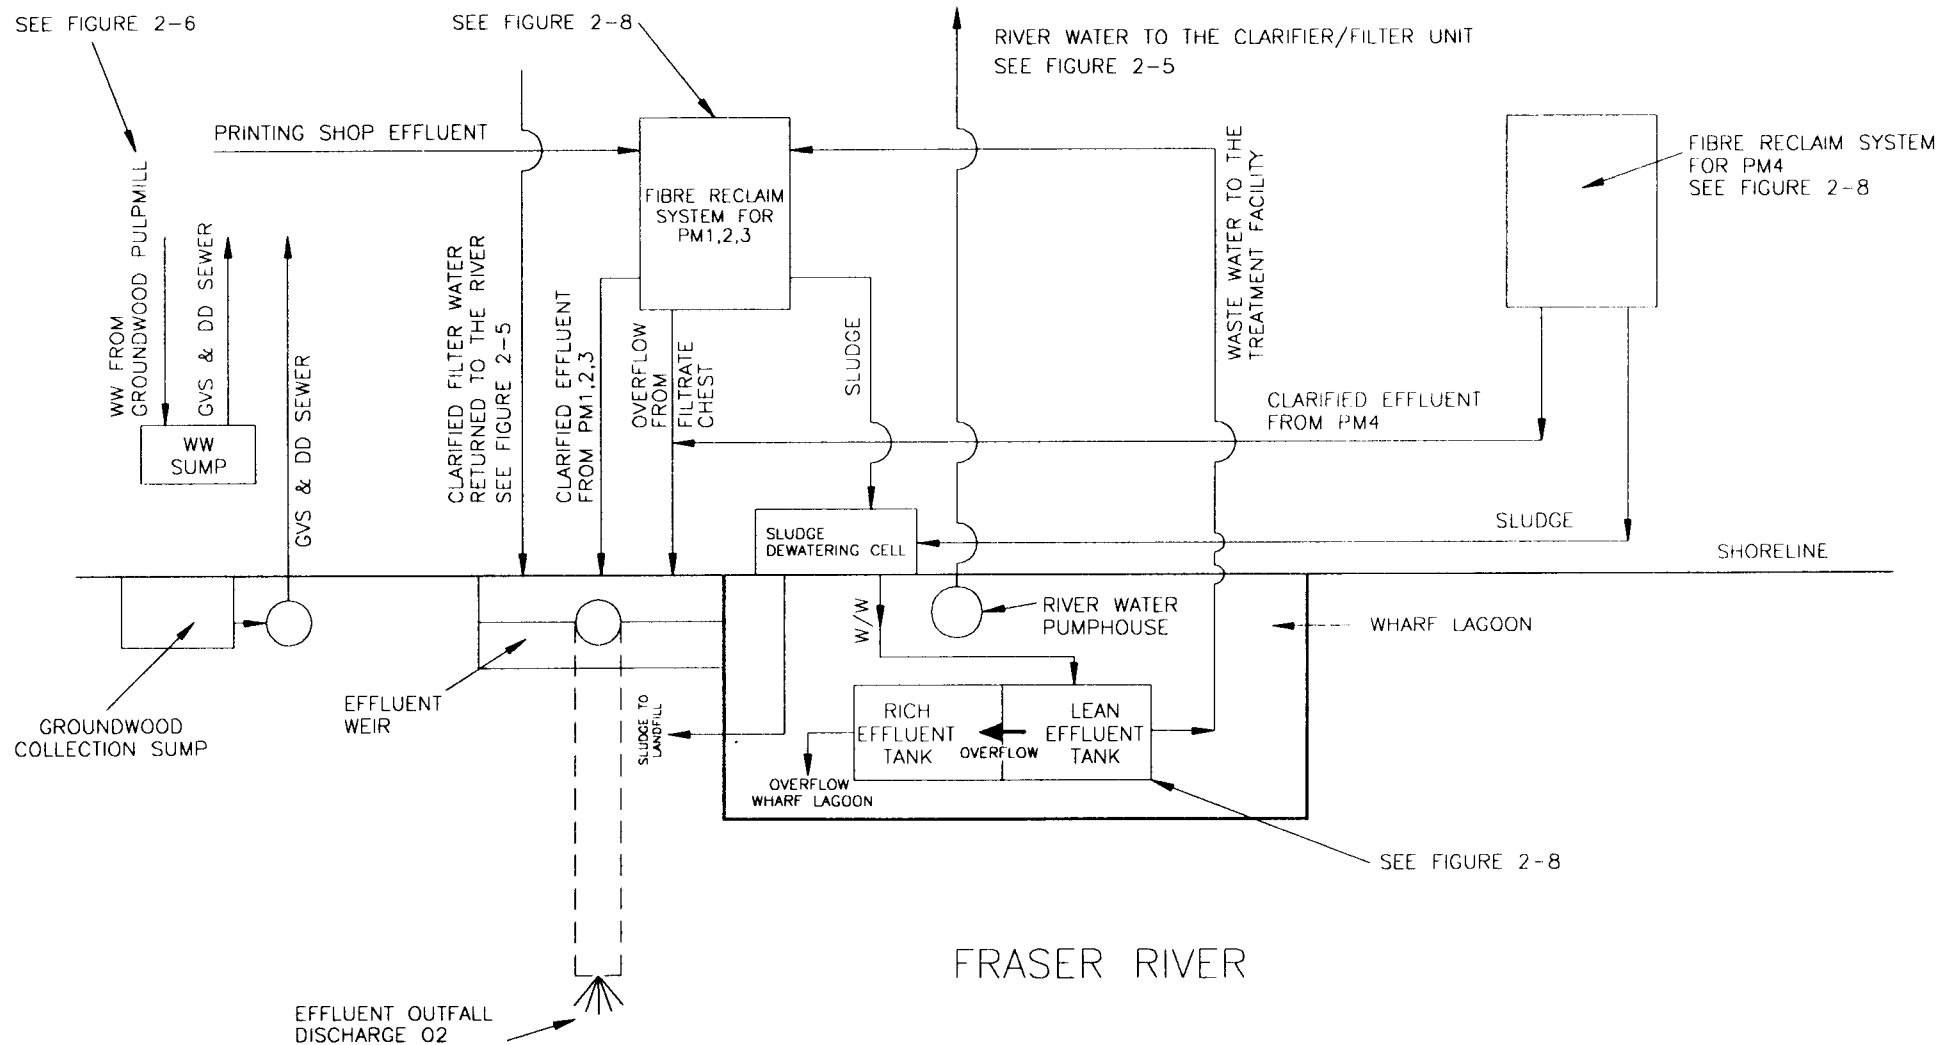 SEE FIGURE 2-6
SEE FIGURE 2-8
RIVER WATER TO THE CLARIFIER/FILTER UNIT
SEE FIGURE 2-5
PRINTING SHOP EFFLUENT
FIBRE RECLAIM
SYSTEM FOR
PM1,2,3
WASTE WATER TO THE
TREATMENT FACILITY
FIBRE RECLAIM SYSTEM
FOR PM4
SEE FIGURE 2-8
WW FROM
GROUNDWOOD PULPMILL
GVS & DD SEWER
GVS & DD SEWER
CLARIFIED FILTER WATER
RETURNED TO THE RIVER
SEE FIGURE 2-5
CLARIFIED EFFLUENT
FROM PM1,2,3
OVERFLOW
FROM
FILTRATE
CHEST
SLUDGE
CLARIFIED EFFLUENT
FROM PM4
WW
SUMP
SLUDGE
DEWATERING CELL
SLUDGE
SHORELINE
W/W
RIVER WATER
PUMPHOUSE
WHARF LAGOON
EFFLUENT
WEIR
GROUNDWOOD
COLLECTION SUMP
SLUDGE TO
LANDFILL
RICH
EFFLUENT
TANK
OVERFLOW
LEAN
EFFLUENT
TANK
OVERFLOW
WHARF LAGOON
SEE FIGURE 2-8
FRASER RIVER
EFFLUENT OUTFALL
DISCHARGE 02